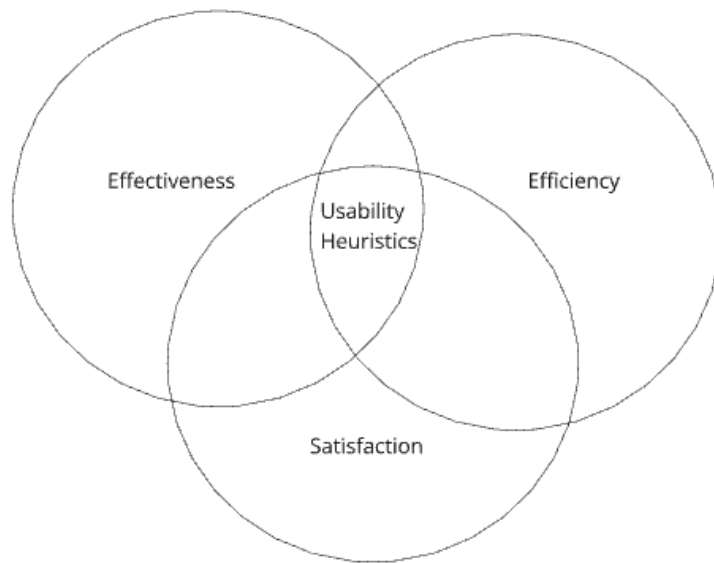 Effectiveness
Efficiency
Usability
Heuristics
Satisfaction